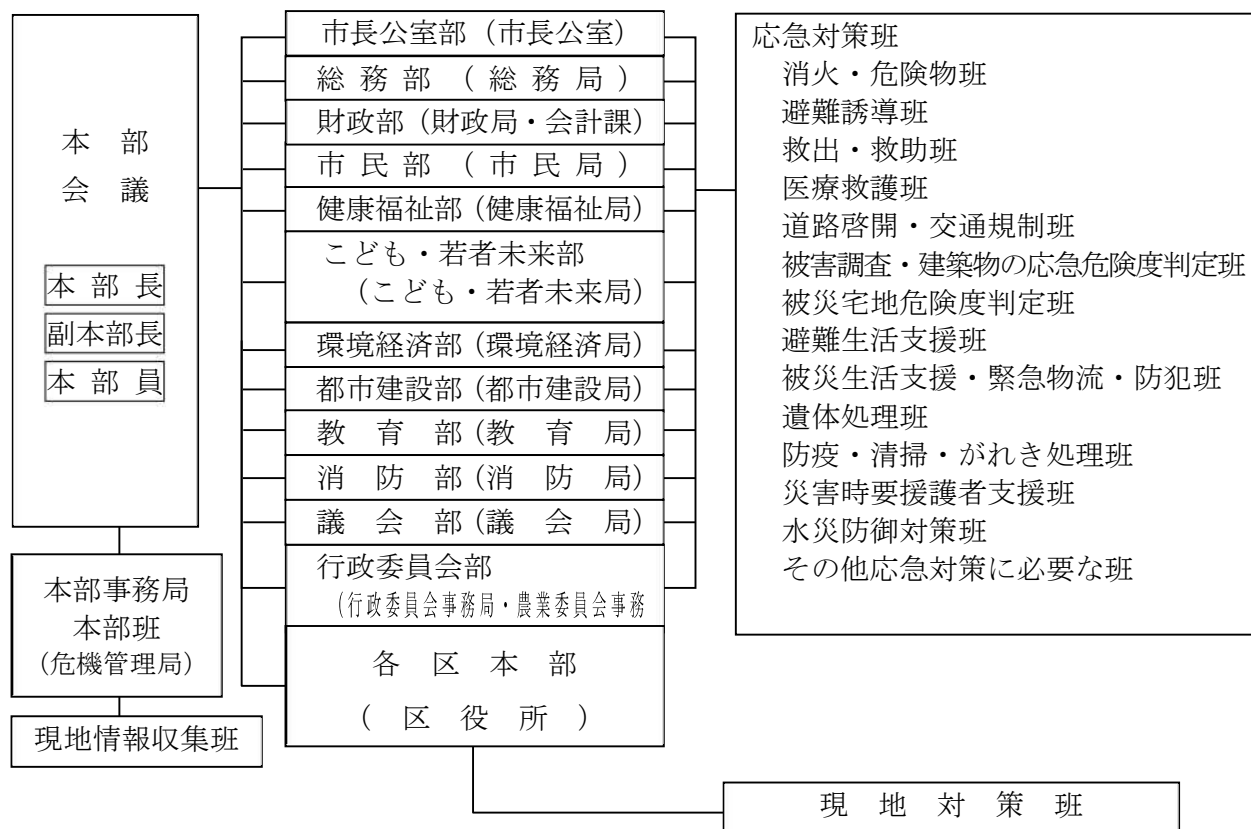 本部
会議
本部長
副本部長
本部員
本部事務局
本部班
（危機管理局）
現地情報収集班
市長公室部（市長公室）
総務部（総務局）
財政部（財政局・会計課）
市民部（市民局）
健康福祉部（健康福祉局）
こども・若者未来部
（こども・若者未来局）
環境経済部（環境経済局）
都市建設部（都市建設局）
教育部（教育局）
消防部（消防局）
議会部（議会局）
行政委員会部
（行政委員会事務局・農業委員会事務
各区本部
（区役所）
応急対策班
消火・危険物班
避難誘導班
救出・救助班
医療救護班
道路啓開・交通規制班
被害調査・建築物の応急危険度判定班
被災宅地危険度判定班
避難生活支援班
被災生活支援・緊急物流・防犯班
遺体処理班
防疫・清掃・がれき処理班
災害時要援護者支援班
水災防御対策班
その他応急対策に必要な班
現地対策班